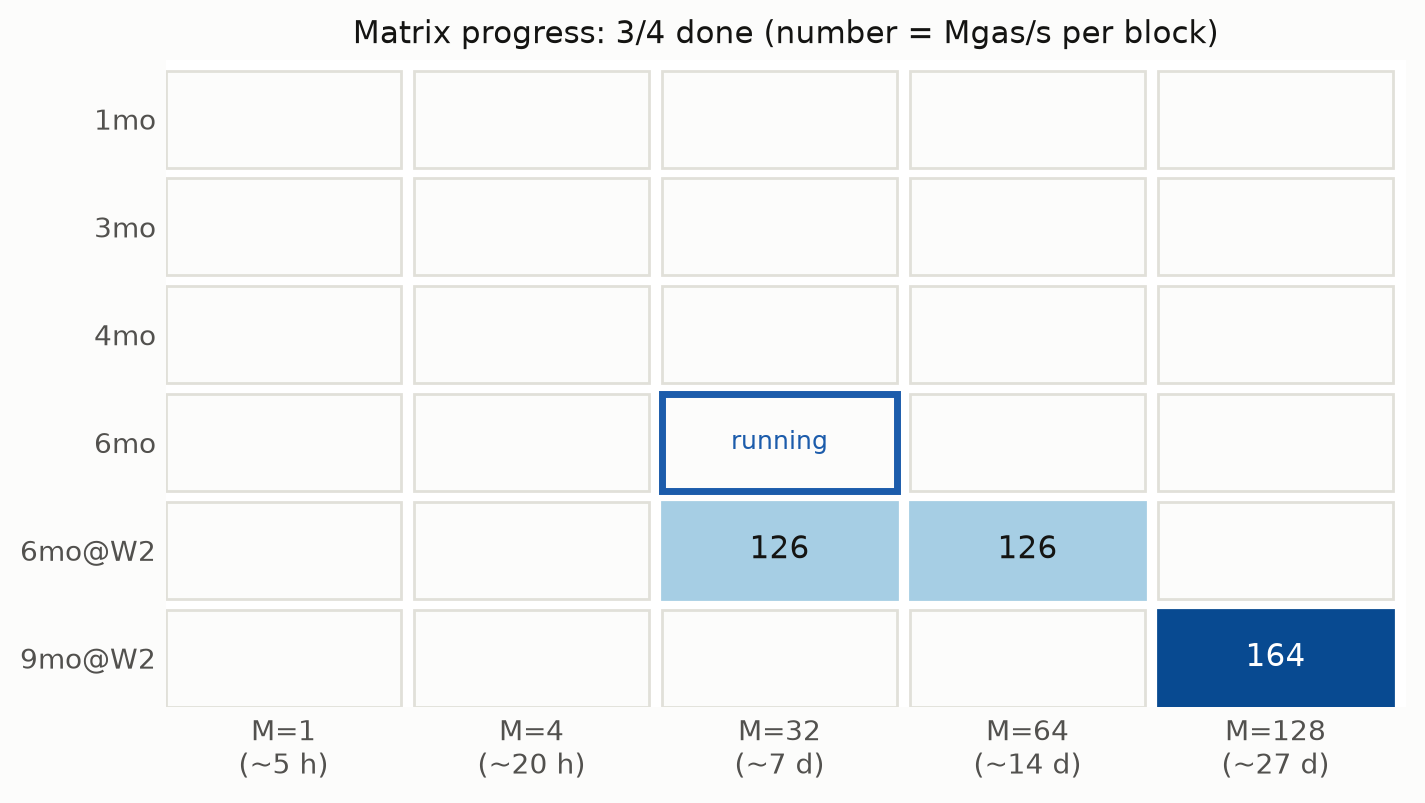 Matrix progress: 3/4 done (number = Mgas/s per block)
1mo
3mo
4mo
6mo
running
6mo@W2
126
126
9mo@W2
164
M=1
(~5 h)
M=4
(~20 h)
M=32
(~7 d)
M=64
(~14 d)
M=128
(~27 d)